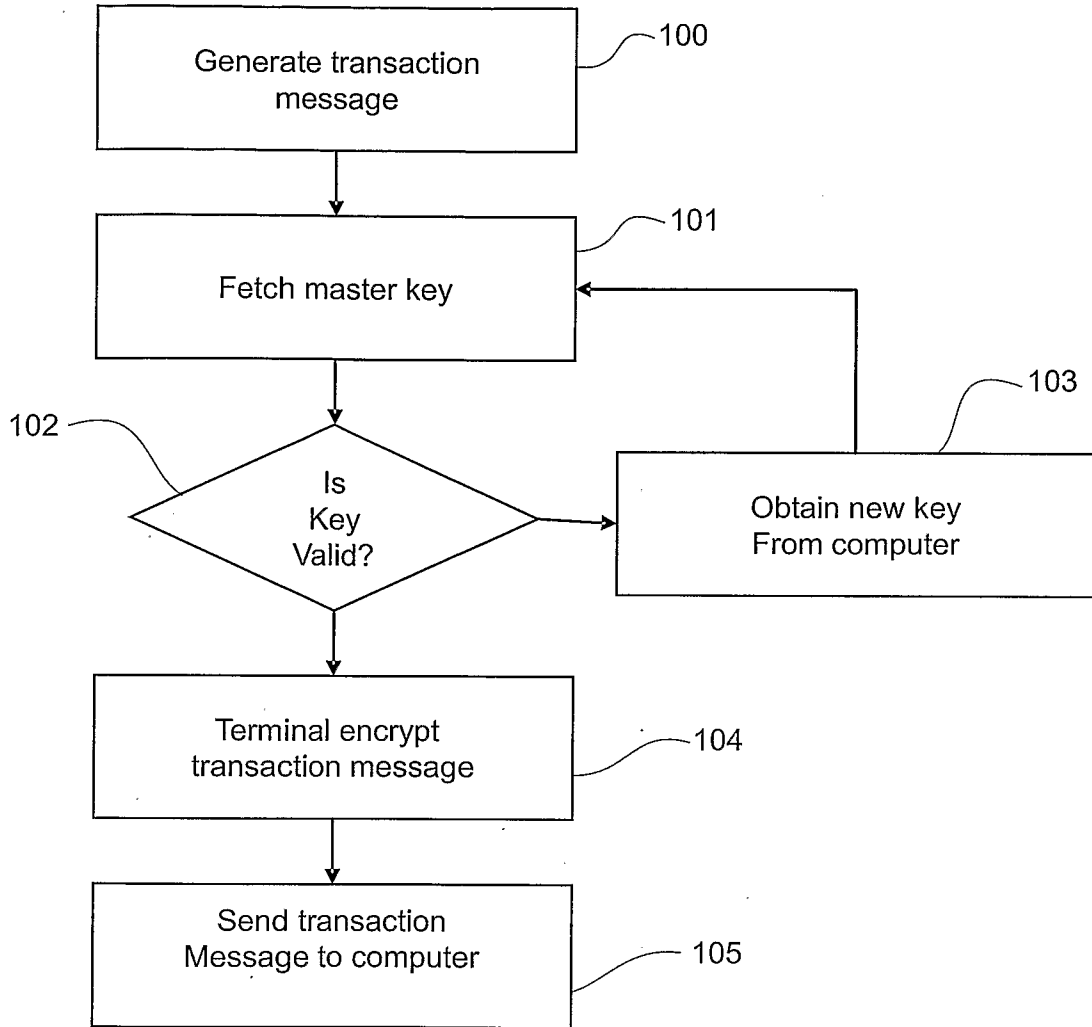 100
Generate transaction
message
101
Fetch master key
102
Is
Key
Valid?
103
Obtain new key
From computer
Terminal encrypt
transaction message
104
Send transaction
Message to computer
105